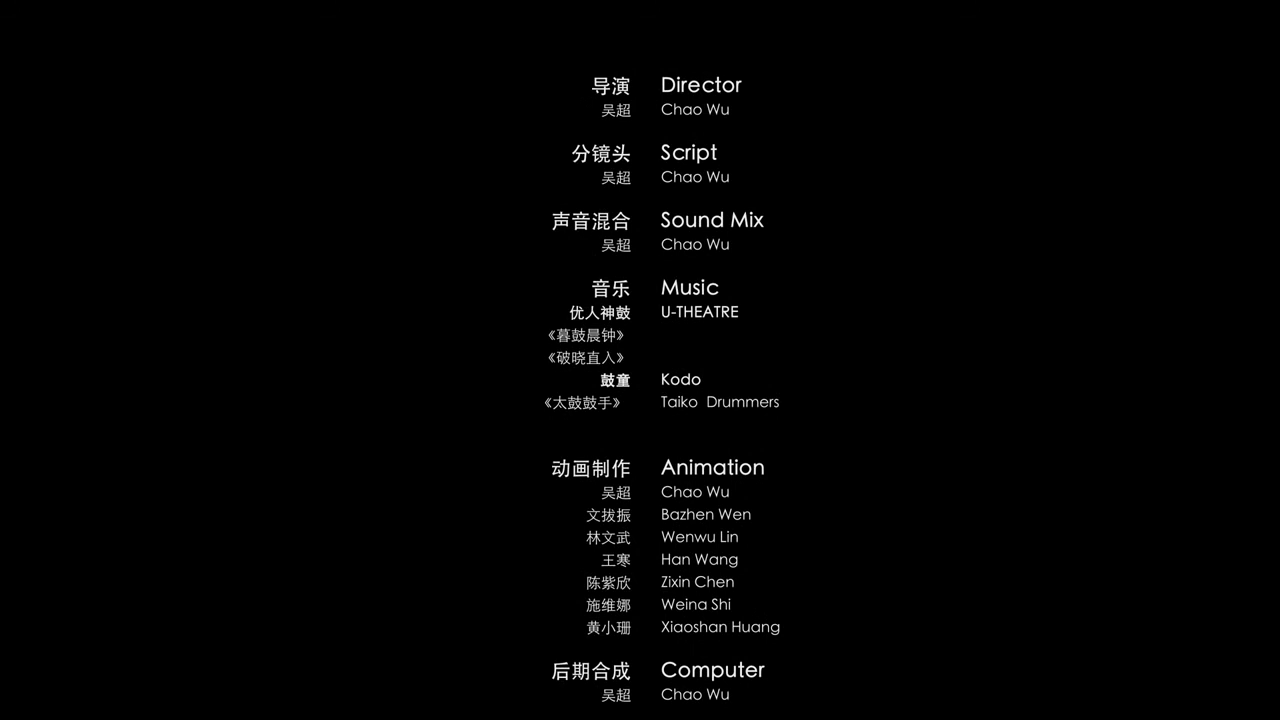 导演 Director
吴超 Chao Wu
分镜头 Script
吴超 Chao Wu
声音混合 Sound Mix
吴超 Chao Wu
音乐 Music
优人神鼓 U-THEATRE
《暮鼓晨钟》
《破晓直入》
鼓童 Kodo
《太鼓鼓手》 Taiko Drummers
动画制作 Animation
吴超 Chao Wu
文拔振 Bazhen Wen
林文武 Wenwu Lin
王寒 Han Wang
陈紫欣 Zixin Chen
施维娜 Weina Shi
黄小珊 Xiaoshan Huang
后期合成 Computer
吴超 Chao Wu